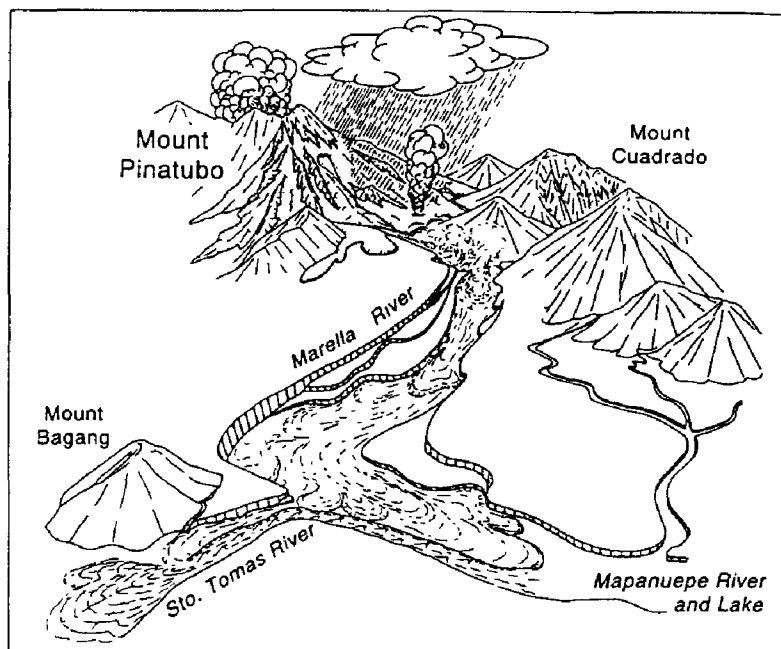 Mount
Pinatubo
Mount
Cuadrado
Marella River
Mount
Bagang
Sto. Tomas River
Mapanuepe River
and Lake